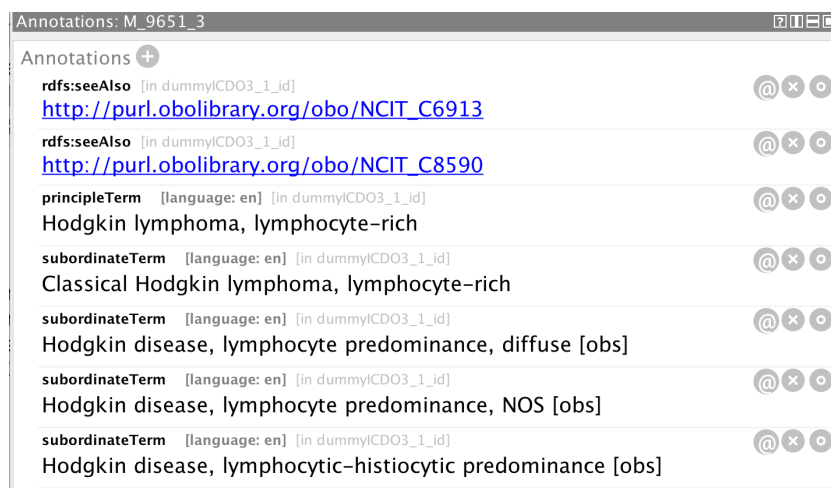 Annotations: M_9651_3
Annotations
rdfs:seeAlso [in dummyICDO3_1_id]
http://purl.obolibrary.org/obo/NCIT_C6913
rdfs:seeAlso [in dummyICDO3_1_id]
http://purl.obolibrary.org/obo/NCIT_C8590
principleTerm [language: en] [in dummyICDO3_1_id]
Hodgkin lymphoma, lymphocyte-rich
subordinateTerm [language: en] [in dummyICDO3_1_id]
Classical Hodgkin lymphoma, lymphocyte-rich
subordinateTerm [language: en] [in dummyICDO3_1_id]
Hodgkin disease, lymphocyte predominance, diffuse [obs]
subordinateTerm [language: en] [in dummyICDO3_1_id]
Hodgkin disease, lymphocyte predominance, NOS [obs]
subordinateTerm [language: en] [in dummyICDO3_1_id]
Hodgkin disease, lymphocytic-histiocytic predominance [obs]